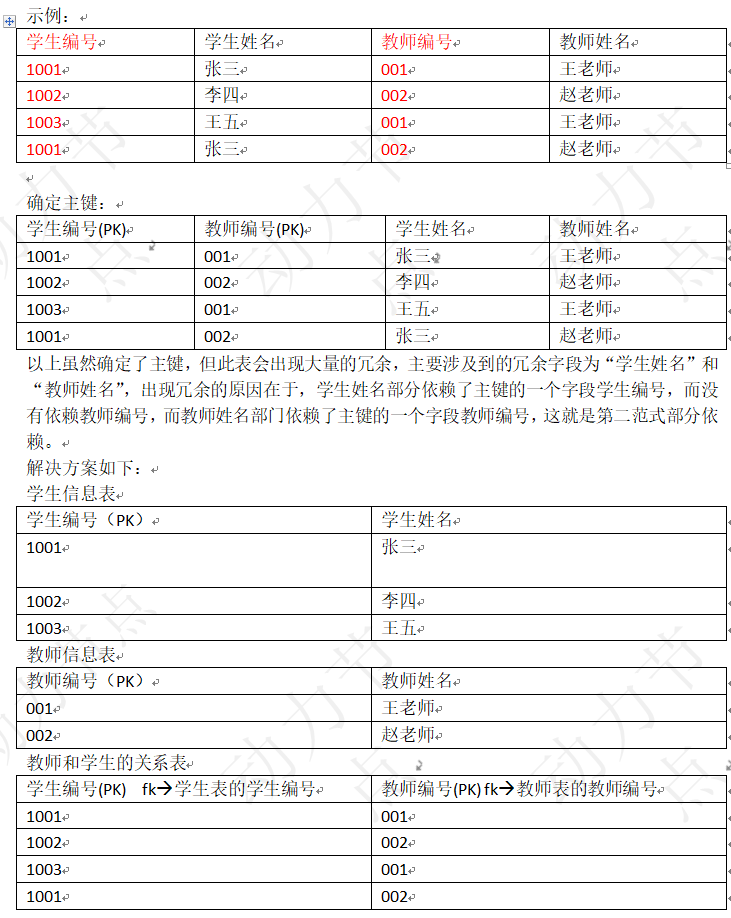 示例：
学生编号 学生姓名 教师编号 教师姓名
1001 张三 001 王老师
1002 李四 002 赵老师
1003 王五 001 王老师
1001 张三 002 赵老师
确定主键：
学生编号(PK) 教师编号(PK) 学生姓名 教师姓名
1001 001 张三 王老师
1002 002 李四 赵老师
1003 001 王五 王老师
1001 002 张三 赵老师
以上虽然确定了主键，但此表会出现大量的冗余，主要涉及到的冗余字段为“学生姓名”和
“教师姓名”，出现冗余的原因在于，学生姓名部分依赖了主键的一个字段学生编号，而没
有依赖教师编号，而教师姓名部门依赖了主键的一个字段教师编号，这就是第二范式部分依
赖。
解决方案如下：
学生信息表
学生编号（PK） 学生姓名
1001 张三
1002 李四
1003 王五
教师信息表
教师编号（PK） 教师姓名
001 王老师
002 赵老师
教师和学生的关系表
学生编号(PK) fk→学生表的学生编号 教师编号(PK) fk→教师表的教师编号
1001 001
1002 002
1003 001
1001 002
动力节点